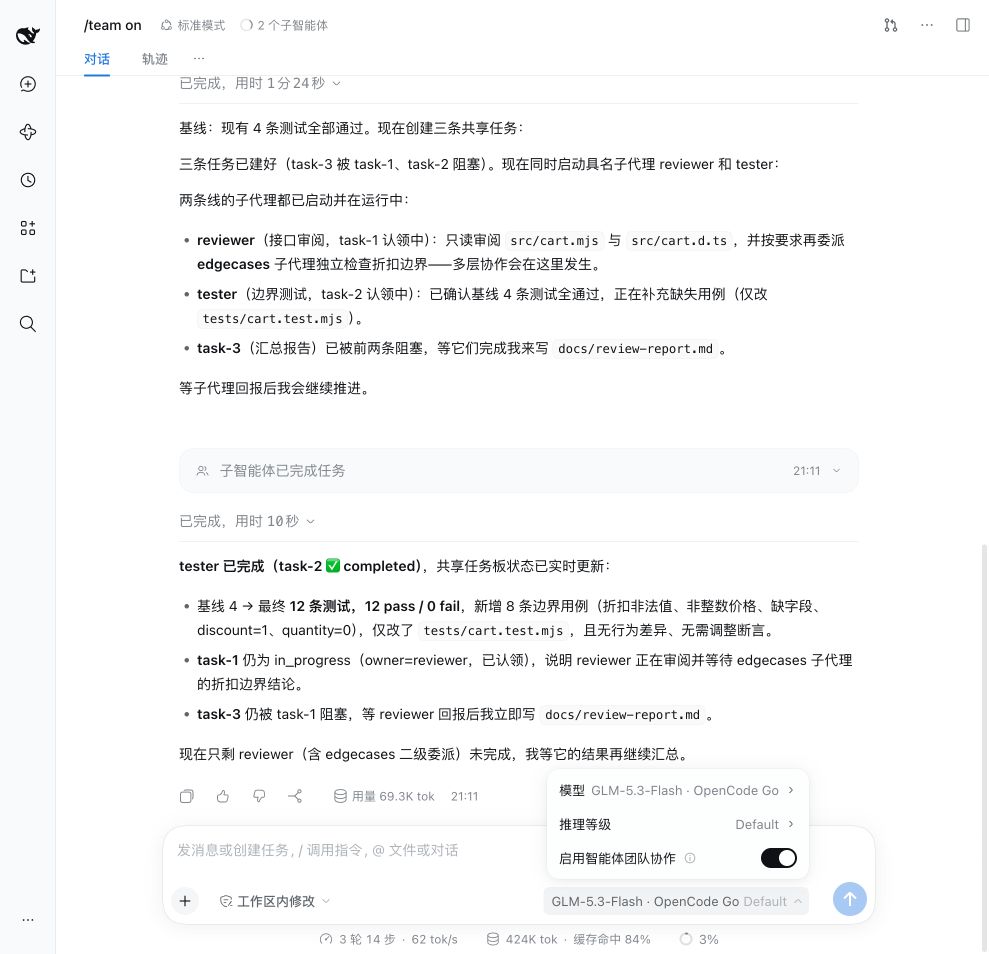 /team on 标准模式 2 个子智能体
对话 轨迹 ···
已完成，用时 1 分 24 秒
基线：现有 4 条测试全部通过。现在创建三条共享任务：
三条任务已建好（task-3 被 task-1、task-2 阻塞）。现在同时启动具名子代理 reviewer 和 tester：
两条线的子代理都已启动并在运行中：
• reviewer（接口审阅，task-1 认领中）：只读审阅 src/cart.mjs 与 src/cart.d.ts ，并按要求再委派
edgecases 子代理独立检查折扣边界——多层协作会在这里发生。
• tester（边界测试，task-2 认领中）：已确认基线 4 条测试全通过，正在补充缺失用例（仅改
tests/cart.test.mjs ）。
• task-3（汇总报告）已被前两条阻塞，等它们完成我来写 docs/review-report.md 。
等子代理回报后我会继续推进。
子智能体已完成任务 21:11
已完成，用时 10 秒
tester 已完成（task-2 ✅ completed），共享任务板状态已实时更新：
• 基线 4 → 最终 12 条测试，12 pass / 0 fail，新增 8 条边界用例（折扣非法值、非整数价格、缺字段、
discount=1、quantity=0），仅改了 tests/cart.test.mjs ，且无行为差异、无需调整断言。
• task-1 仍为 in_progress（owner=reviewer，已认领），说明 reviewer 正在审阅并等待 edgecases 子代理
的折扣边界结论。
• task-3 仍被 task-1 阻塞，等 reviewer 回报后我立即写 docs/review-report.md 。
现在只剩 reviewer（含 edgecases 二级委派）未完成，我等它的结果再继续汇总。
用量 69.3K tok 21:11
模型 GLM-5.3-Flash · OpenCode Go
推理等级 Default
启用智能体团队协作
发消息或创建任务, / 调用指令, @ 文件或对话
工作区内修改 GLM-5.3-Flash · OpenCode Go Default
3 轮 14 步 · 62 tok/s 424K tok · 缓存命中 84% 3%